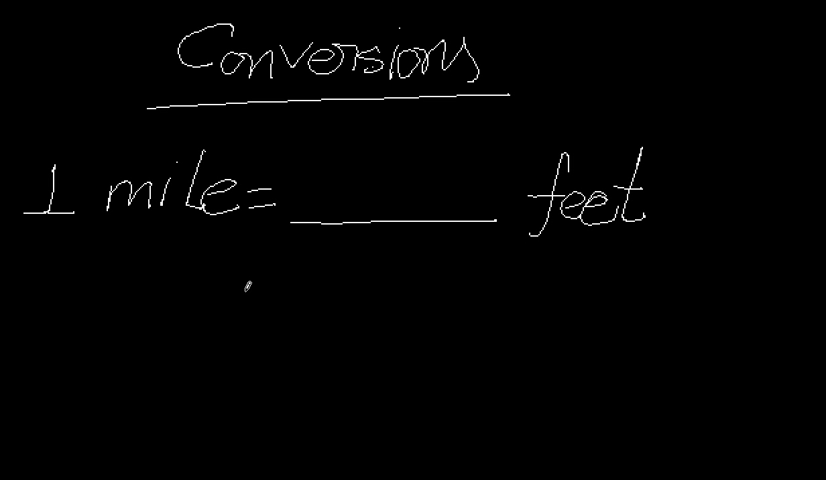 Conversions
1 mile = ______ feet